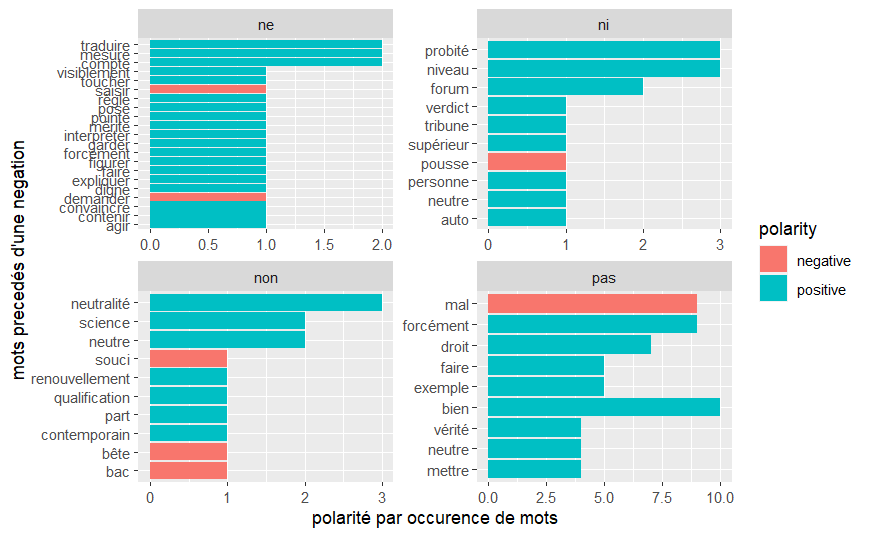 ne
traduire
mesure
compte
visiblement
toucher
saisir
règle
pose
pointe
mérite
interpréter
garder
forcément
figurer
faire
expliquer
digne
demander
convaincre
contenir
agir
0.0 0.5 1.0 1.5 2.0
ni
probité
niveau
forum
verdict
tribune
supérieur
pousse
personne
neutre
auto
0 1 2 3
non
neutralité
science
neutre
souci
renouvellement
qualification
part
contemporain
bête
bac
0 1 2 3
pas
mal
forcément
droit
faire
exemple
bien
vérité
neutre
mettre
0.0 2.5 5.0 7.5 10.0
mots precedés d'une negation
polarité par occurence de mots
polarity
negative
positive